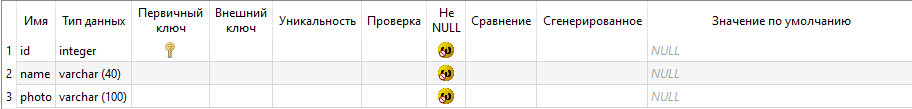 Имя Тип данных Первичный ключ Внешний ключ Уникальность Проверка Не NULL Сравнение Сгенерированное Значение по умолчанию
1 id integer NULL
2 name varchar (40) NULL
3 photo varchar (100) NULL